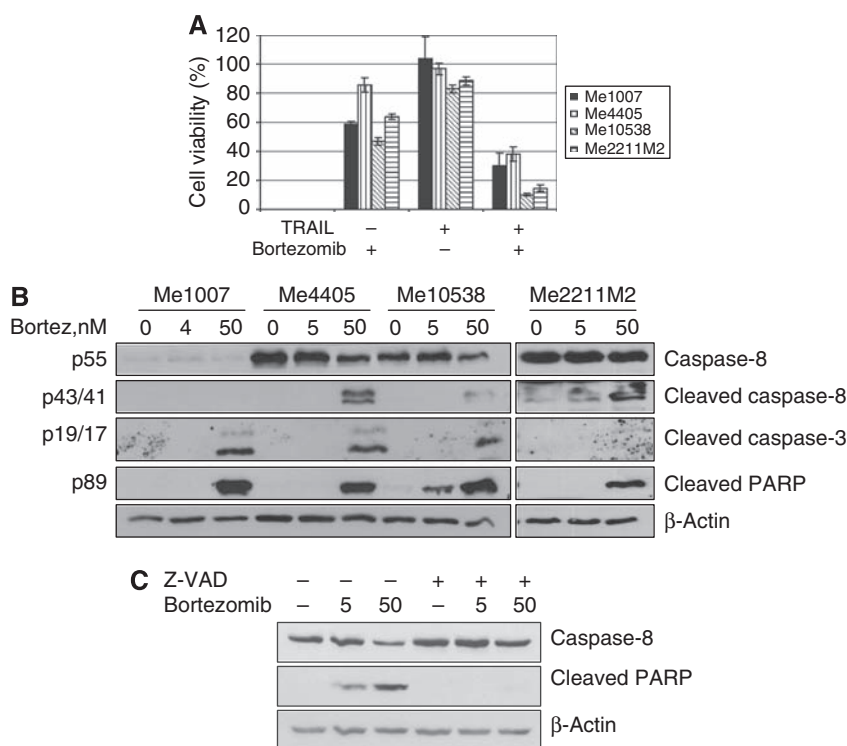 A
Cell viability (%)
120
100
80
60
40
20
0
Me1007
Me4405
Me10538
Me2211M2
TRAIL – + +
Bortezomib + – +
B
Me1007 Me4405 Me10538 Me2211M2
Bortez,nM 0 4 50 0 5 50 0 5 50 0 5 50
p55 Caspase-8
p43/41 Cleaved caspase-8
p19/17 Cleaved caspase-3
p89 Cleaved PARP
β-Actin
C
Z-VAD – – – + + +
Bortezomib – 5 50 – 5 50
Caspase-8
Cleaved PARP
β-Actin